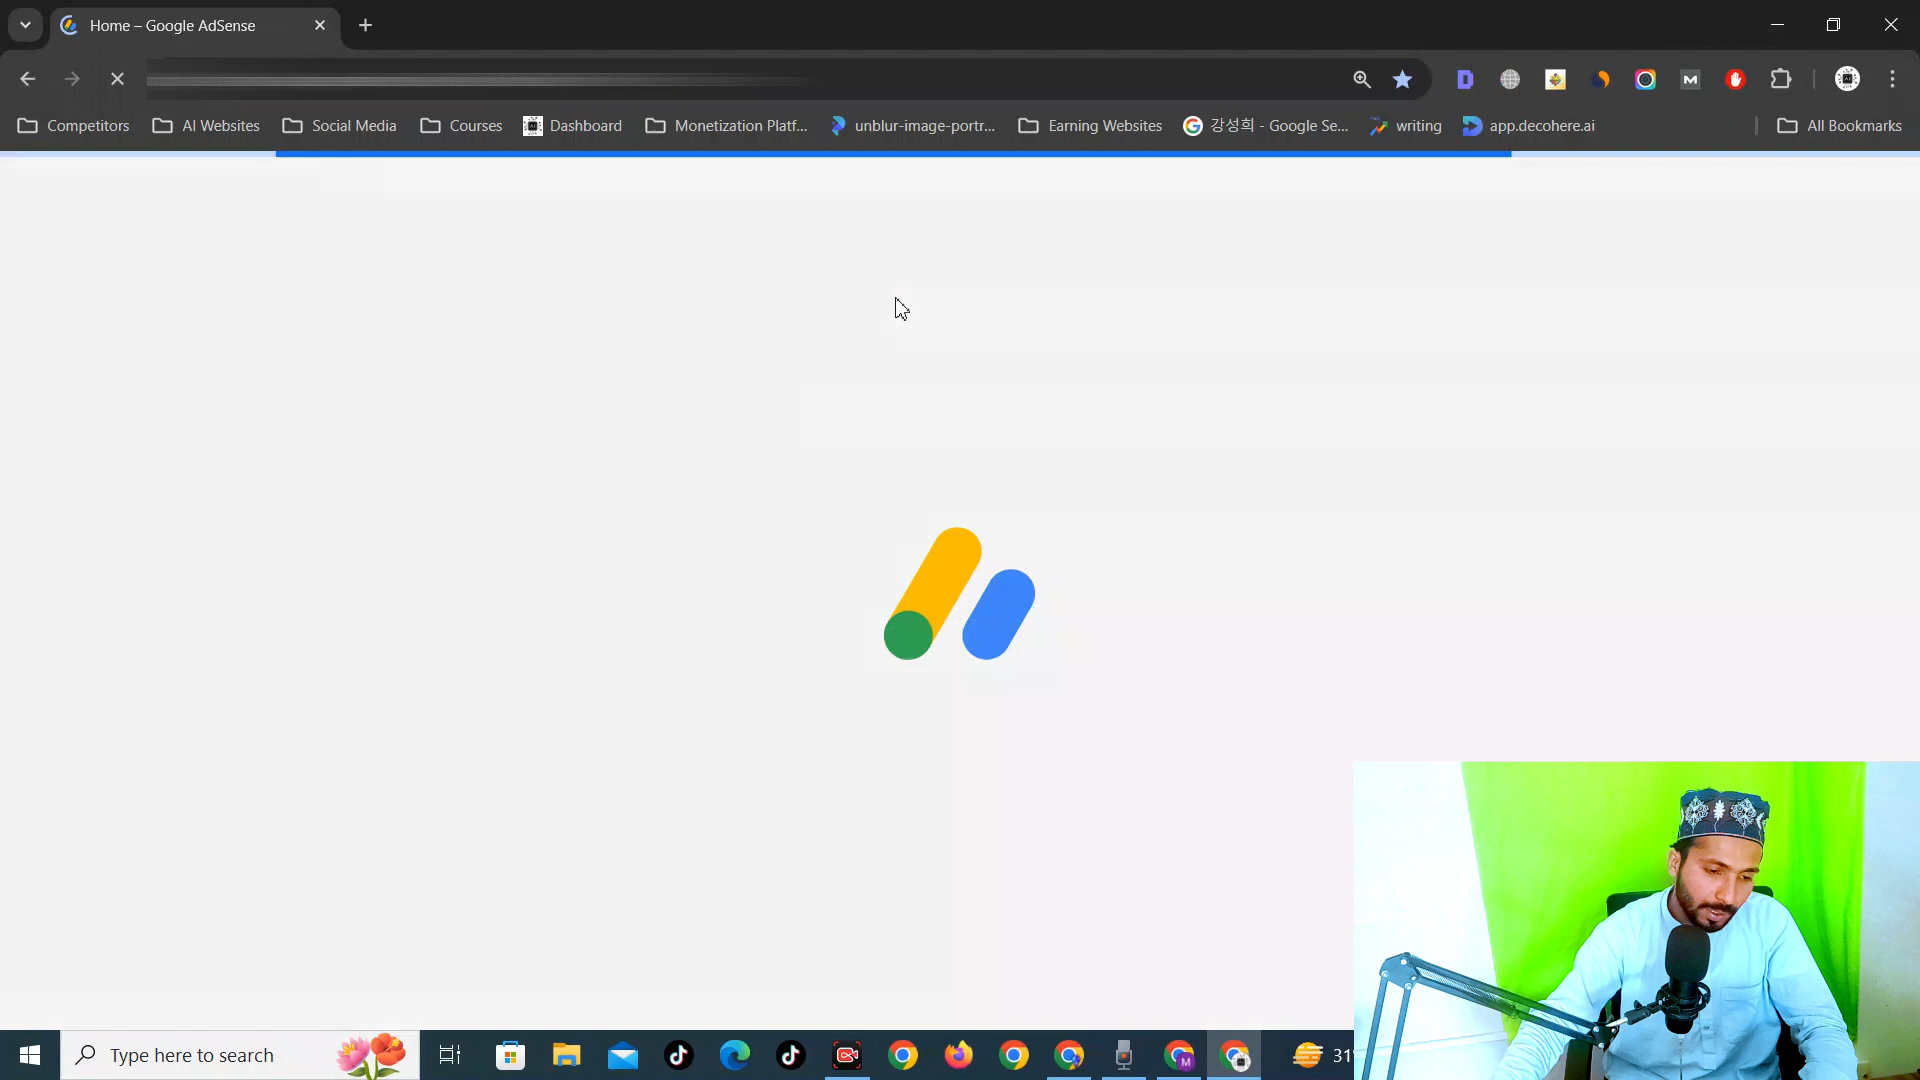 Home – Google AdSense
Competitors AI Websites Social Media Courses Dashboard Monetization Platf... unblur-image-portr... Earning Websites 강성희 - Google Se... writing app.decohere.ai All Bookmarks
Type here to search
31°